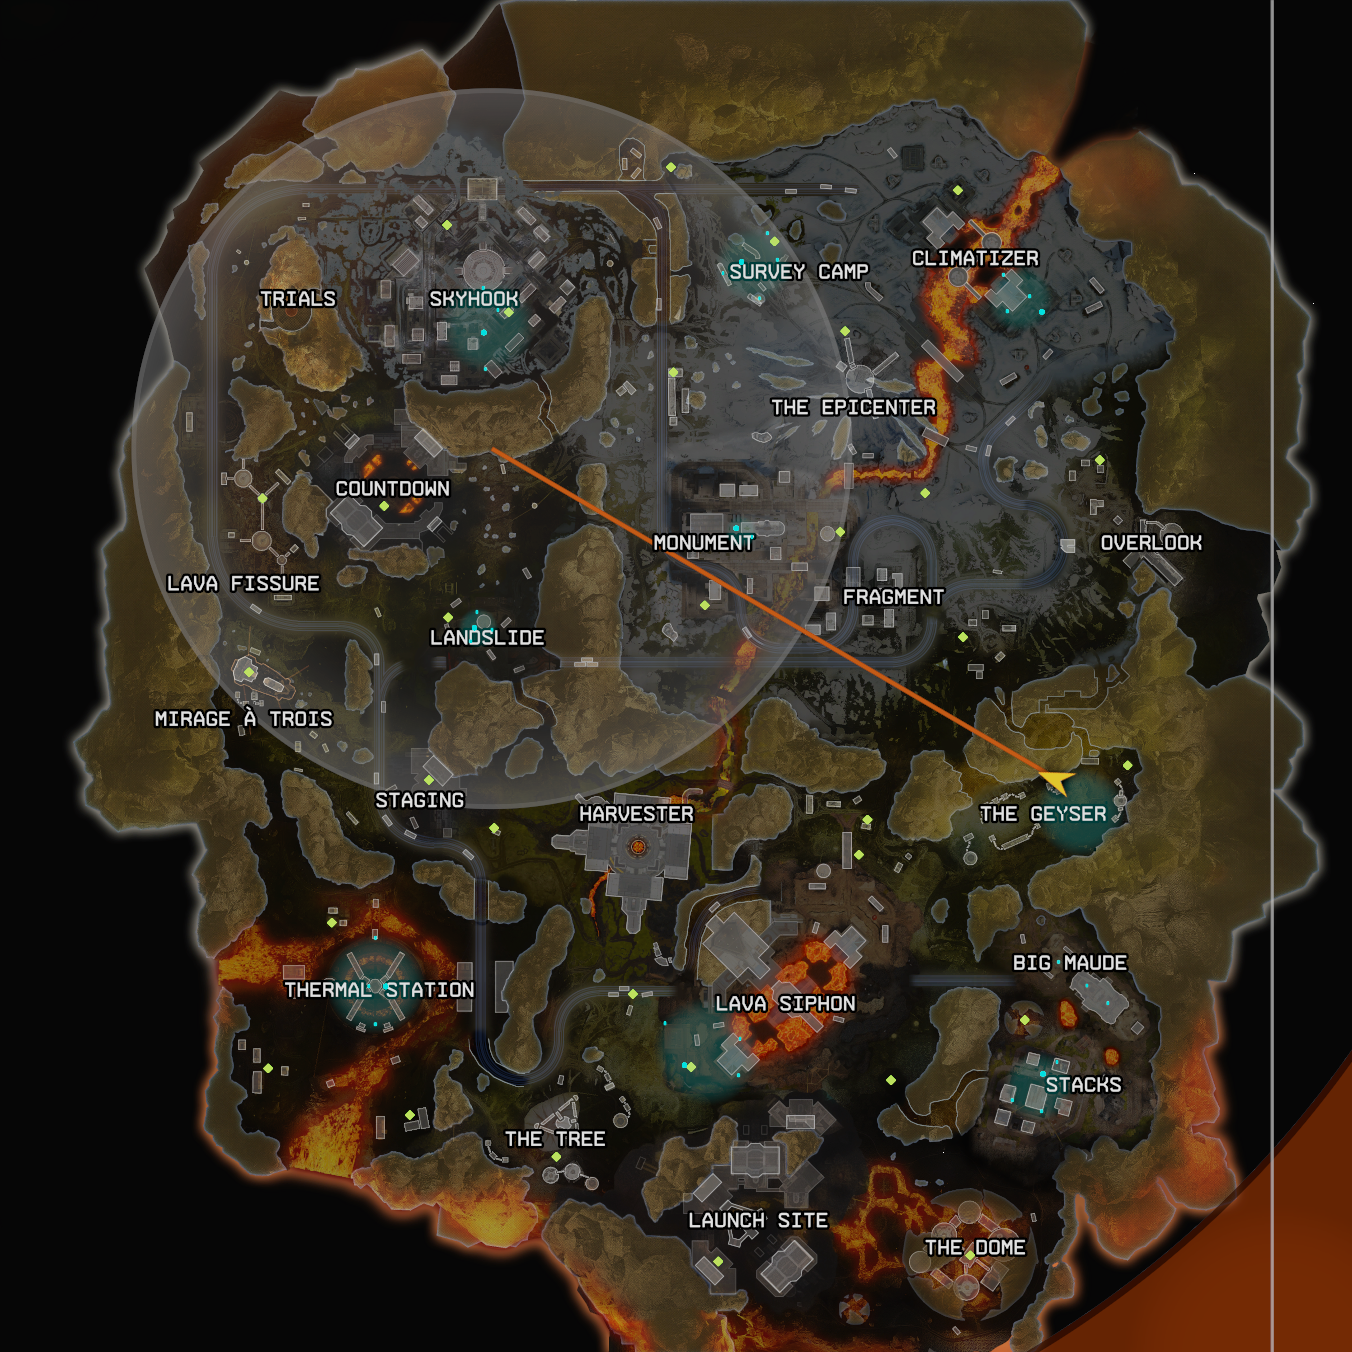 CLIMATIZER
SURVEY CAMP
TRIALS
SKYHOOK
THE EPICENTER
COUNTDOWN
MONUMENT
OVERLOOK
LAVA FISSURE
FRAGMENT
LANDSLIDE
MIRAGE À TROIS
STAGING
HARVESTER
THE GEYSER
BIG MAUDE
THERMAL STATION
LAVA SIPHON
STACKS
THE TREE
LAUNCH SITE
THE DOME